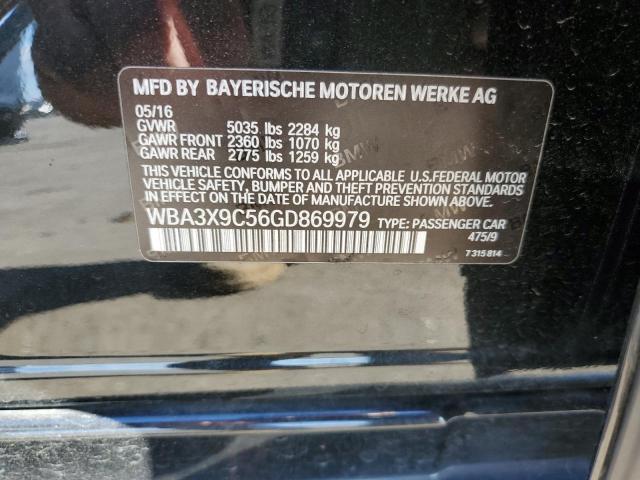 MFD BY BAYERISCHE MOTOREN WERKE AG
05/16
GVWR 5035 lbs 2284 kg
GAWR FRONT 2360 lbs 1070 kg
GAWR REAR 2775 lbs 1259 kg
THIS VEHICLE CONFORMS TO ALL APPLICABLE U.S.FEDERAL MOTOR
VEHICLE SAFETY, BUMPER AND THEFT PREVENTION STANDARDS
IN EFFECT ON THE DATE OF MANUFACTURE SHOWN ABOVE.
WBA3X9C56GD869979 TYPE: PASSENGER CAR
475/9
7 315 814